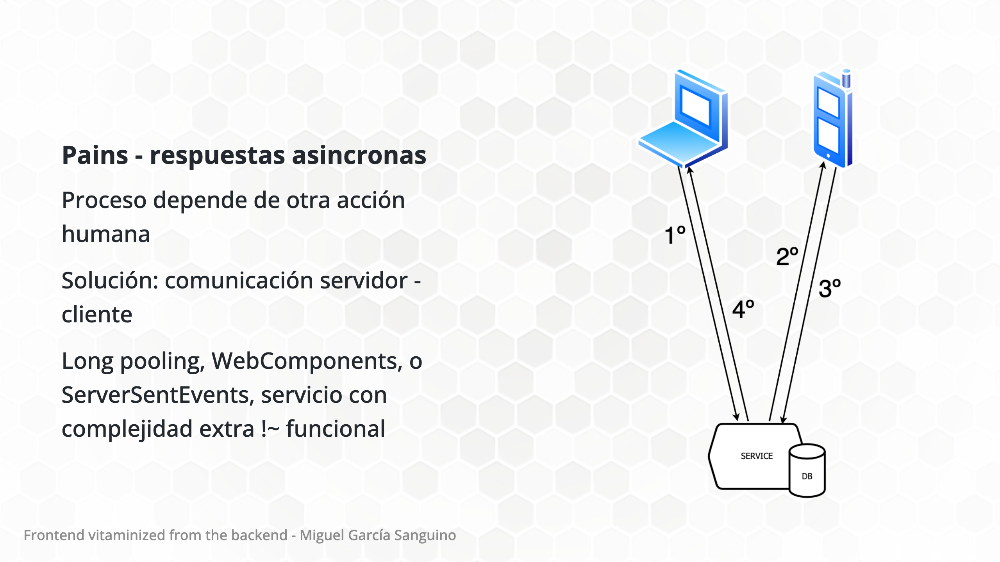 Pains - respuestas asincronas
Proceso depende de otra acción
humana
Solución: comunicación servidor -
cliente
Long pooling, WebComponents, o
ServerSentEvents, servicio con
complejidad extra !~ funcional
1º
2º
3º
4º
SERVICE
DB
Frontend vitaminized from the backend - Miguel García Sanguino